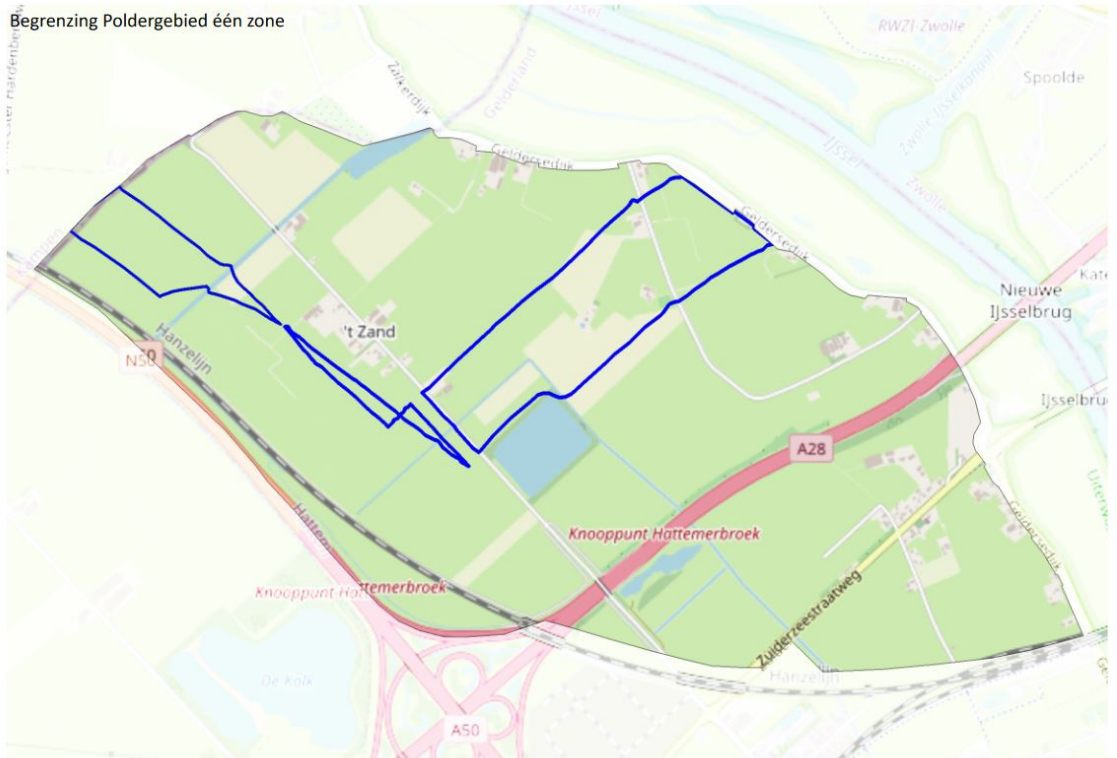 Begrenzing Poldergebied één zone
RWZI-Zwolle
Spoolde
Zalkerdijk
Gelderland
Zwolle-IJsselkanaal
IJssel
Zwolle
Geldersedijk
Geldersedijk
Nieuwe
IJsselbrug
't Zand
Hanzelijn
N50
IJsselbrug
A28
Knooppunt Hattemerbroek
Geldersedijk
Knooppunt Hattemerbroek
Zuiderzeestraatweg
Hanzelijn
De Kolk
A50